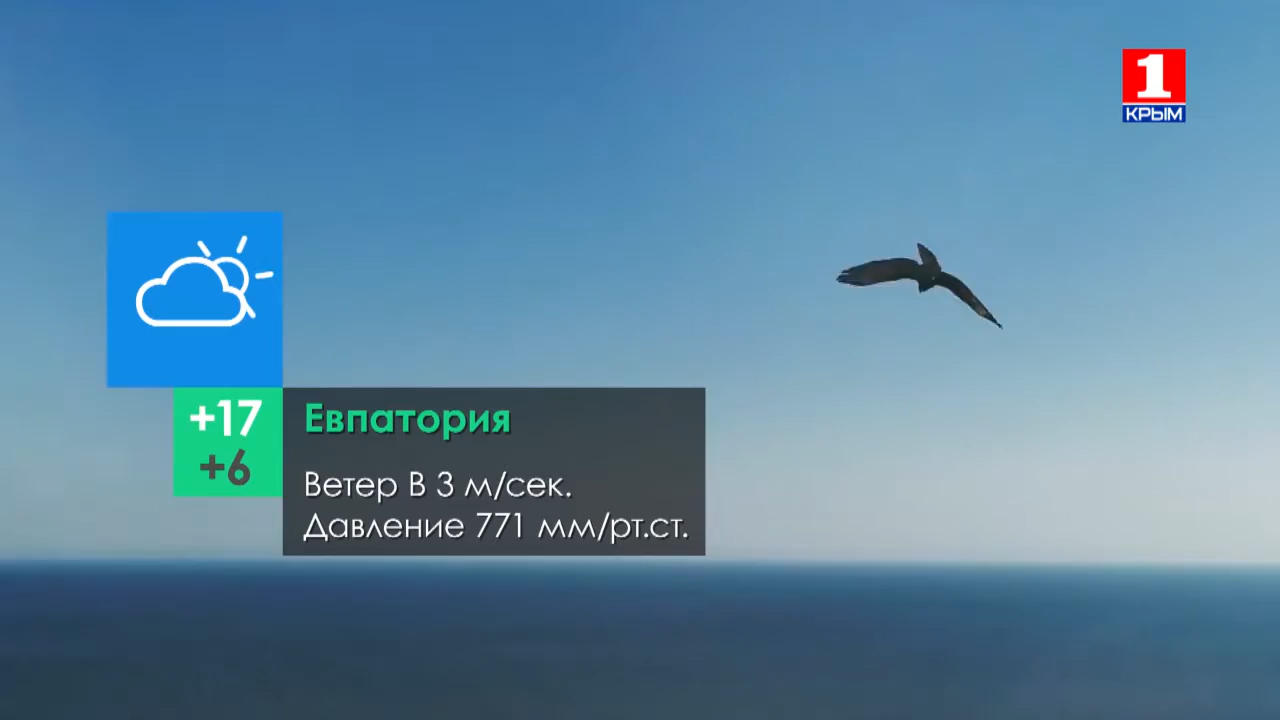 1
КРЫМ
+17
+6
Евпатория
Ветер В 3 м/сек.
Давление 771 мм/рт.ст.